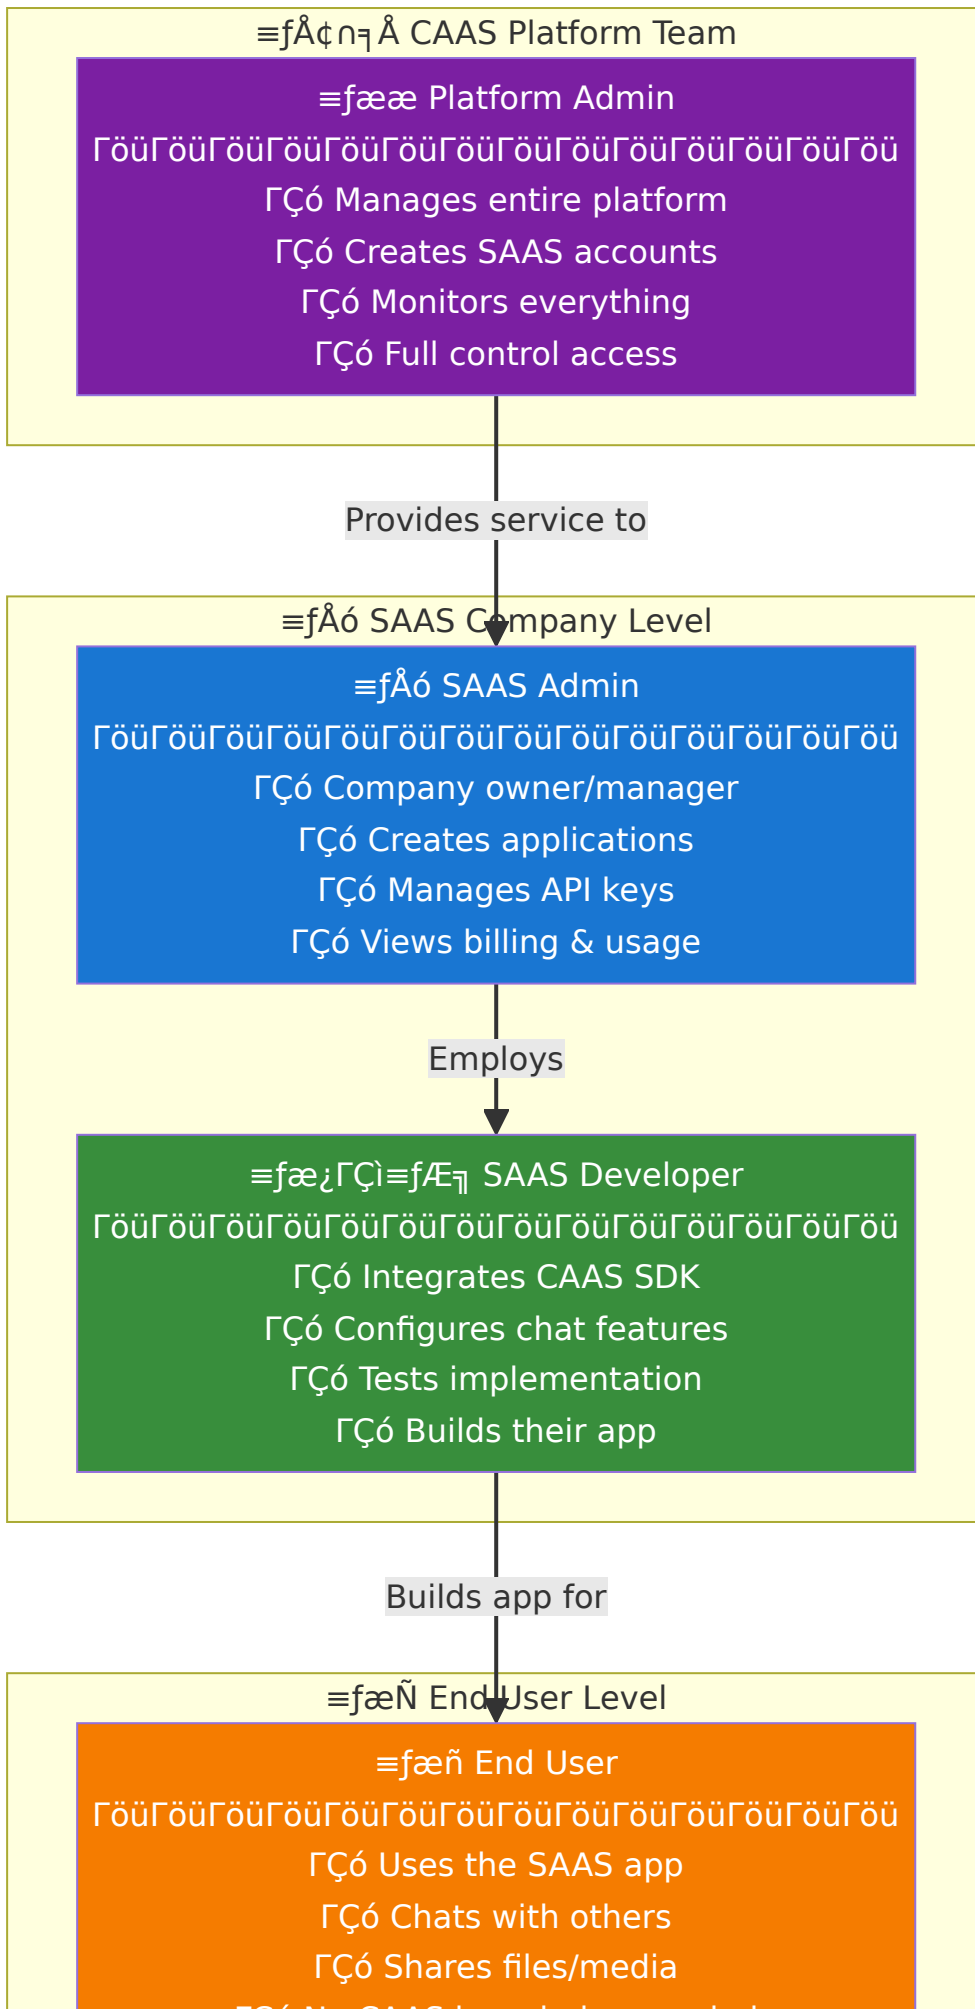 ≡ƒÅ¢∩╕Å CAAS Platform Team
≡ƒææ Platform Admin
ΓöüΓöüΓöüΓöüΓöüΓöüΓöüΓöüΓöüΓöüΓöüΓöüΓöüΓöü
ΓÇó Manages entire platform
ΓÇó Creates SAAS accounts
ΓÇó Monitors everything
ΓÇó Full control access
Provides service to
≡ƒÅó SAAS Company Level
≡ƒÅó SAAS Admin
ΓöüΓöüΓöüΓöüΓöüΓöüΓöüΓöüΓöüΓöüΓöüΓöüΓöüΓöü
ΓÇó Company owner/manager
ΓÇó Creates applications
ΓÇó Manages API keys
ΓÇó Views billing & usage
Employs
≡ƒæ¿ΓÇì≡ƒÆ╗ SAAS Developer
ΓöüΓöüΓöüΓöüΓöüΓöüΓöüΓöüΓöüΓöüΓöüΓöüΓöüΓöü
ΓÇó Integrates CAAS SDK
ΓÇó Configures chat features
ΓÇó Tests implementation
ΓÇó Builds their app
Builds app for
≡ƒæÑ End User Level
≡ƒæñ End User
ΓöüΓöüΓöüΓöüΓöüΓöüΓöüΓöüΓöüΓöüΓöüΓöüΓöüΓöü
ΓÇó Uses the SAAS app
ΓÇó Chats with others
ΓÇó Shares files/media